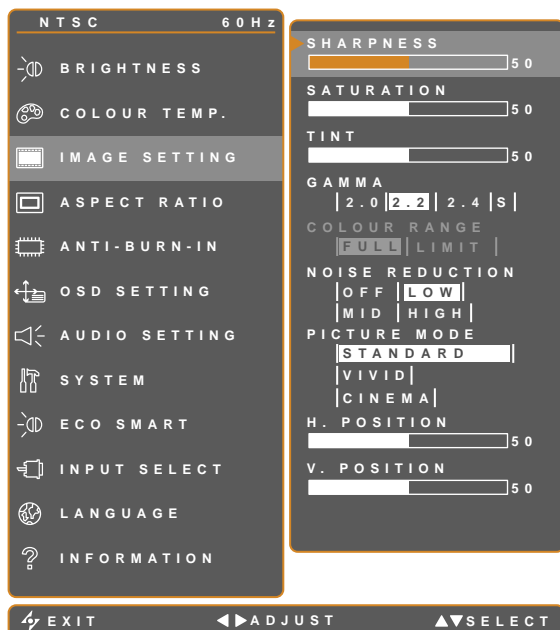 NTSC 60Hz
BRIGHTNESS
COLOUR TEMP.
IMAGE SETTING
ASPECT RATIO
ANTI-BURN-IN
OSD SETTING
AUDIO SETTING
SYSTEM
ECO SMART
INPUT SELECT
LANGUAGE
INFORMATION
SHARPNESS
50
SATURATION
50
TINT
50
GAMMA
2.0 2.2 2.4 S
COLOUR RANGE
FULL LIMIT
NOISE REDUCTION
OFF LOW
MID HIGH
PICTURE MODE
STANDARD
VIVID
CINEMA
H. POSITION
50
V. POSITION
50
EXIT ADJUST SELECT